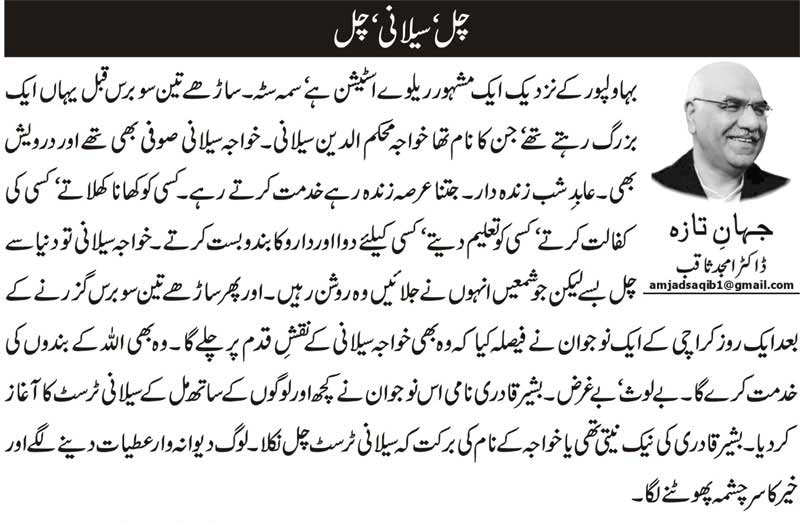 چل‘ سیلانی‘ چل
بہاولپور کے نزدیک ایک مشہور ریلوے اسٹیشن ہے‘ سمہ سٹہ۔ ساڑھے تین سو برس قبل یہاں ایک
بزرگ رہتے تھے‘ جن کا نام تھا خواجہ محکم الدین سیلانی۔ خواجہ سیلانی صوفی بھی تھے اور درویش
بھی۔ عابدِ شب زندہ دار۔ جتنا عرصہ زندہ رہے خدمت کرتے رہے۔ کسی کو کھانا کھلاتے‘ کسی کی
کفالت کرتے‘ کسی کو تعلیم دیتے‘ کسی کیلئے دوا اور دارو کا بندوبست کرتے۔ خواجہ سیلانی تو دنیا سے
چل بسے لیکن جو شمعیں انہوں نے جلائیں وہ روشن رہیں۔ اور پھر ساڑھے تین سو برس گزرنے کے
بعد ایک روز کراچی کے ایک نوجوان نے فیصلہ کیا کہ وہ بھی خواجہ سیلانی کے نقشِ قدم پر چلے گا۔ وہ بھی اللہ کے بندوں کی
خدمت کرے گا۔ بے لوث‘ بے غرض۔ بشیر قادری نامی اس نوجوان نے کچھ اور لوگوں کے ساتھ مل کے سیلانی ٹرسٹ کا آغاز
کر دیا۔ بشیر قادری کی نیک نیتی تھی یا خواجہ کے نام کی برکت کہ سیلانی ٹرسٹ چل نکلا۔ لوگ دیوانہ وار عطیات دینے لگے اور
خیر کا سرچشمہ پھوٹنے لگا۔
جہانِ تازہ
ڈاکٹر امجد ثاقب
amjadsaqib1@gmail.com